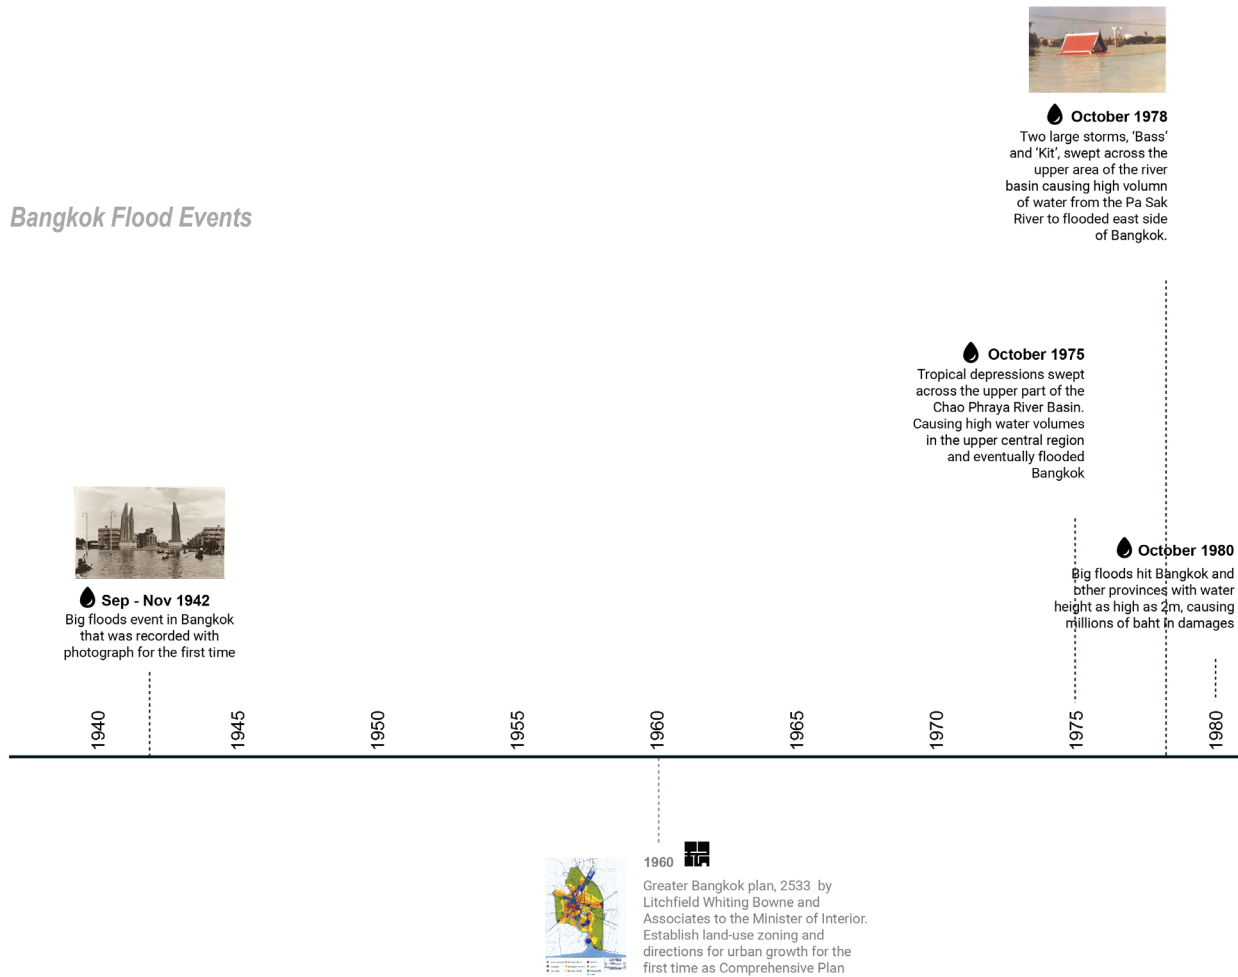 October 1978
Two large storms, ‘Bass’
and ‘Kit’, swept across the
upper area of the river
basin causing high volumn
of water from the Pa Sak
River to flooded east side
of Bangkok.
Bangkok Flood Events
October 1975
Tropical depressions swept
across the upper part of the
Chao Phraya River Basin.
Causing high water volumes
in the upper central region
and eventually flooded
Bangkok
October 1980
Big floods hit Bangkok and
other provinces with water
height as high as 2m, causing
millions of baht in damages
Sep - Nov 1942
Big floods event in Bangkok
that was recorded with
photograph for the first time
1940
1945
1950
1955
1960
1965
1970
1975
1980
1960
Greater Bangkok plan, 2533 by
Litchfield Whiting Bowne and
Associates to the Minister of Interior.
Establish land-use zoning and
directions for urban growth for the
first time as Comprehensive Plan